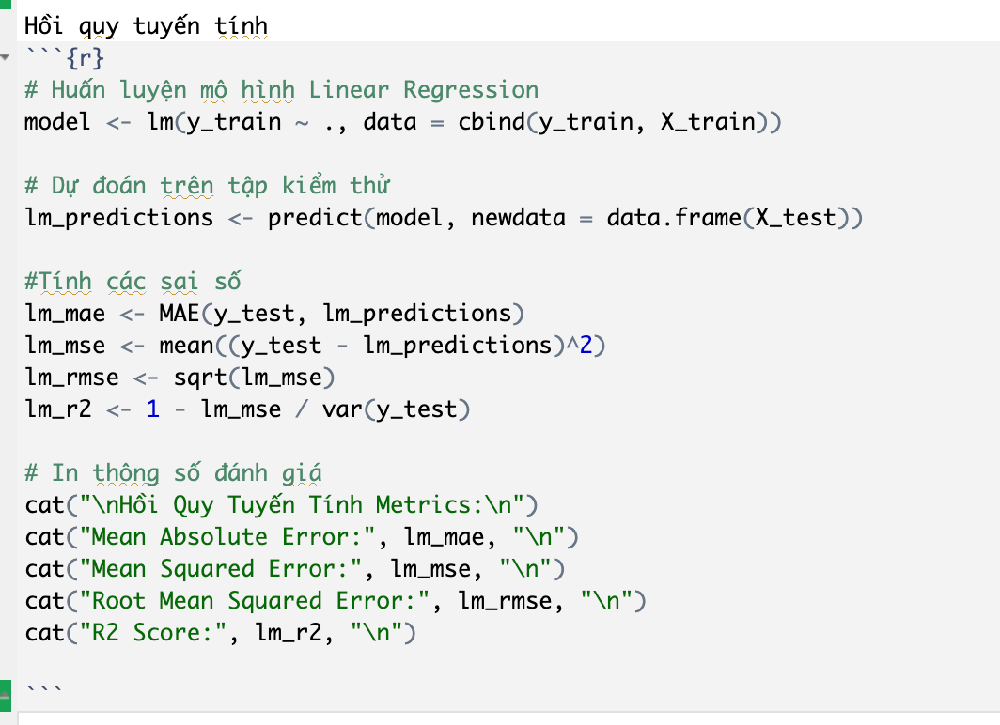 Hồi quy tuyến tính
```{r}
# Huấn luyện mô hình Linear Regression
model <- lm(y_train ~ ., data = cbind(y_train, X_train))
# Dự đoán trên tập kiểm thử
lm_predictions <- predict(model, newdata = data.frame(X_test))
#Tính các sai số
lm_mae <- MAE(y_test, lm_predictions)
lm_mse <- mean((y_test - lm_predictions)^2)
lm_rmse <- sqrt(lm_mse)
lm_r2 <- 1 - lm_mse / var(y_test)
# In thông số đánh giá
cat("\nHồi Quy Tuyến Tính Metrics:\n")
cat("Mean Absolute Error:", lm_mae, "\n")
cat("Mean Squared Error:", lm_mse, "\n")
cat("Root Mean Squared Error:", lm_rmse, "\n")
cat("R2 Score:", lm_r2, "\n")
```